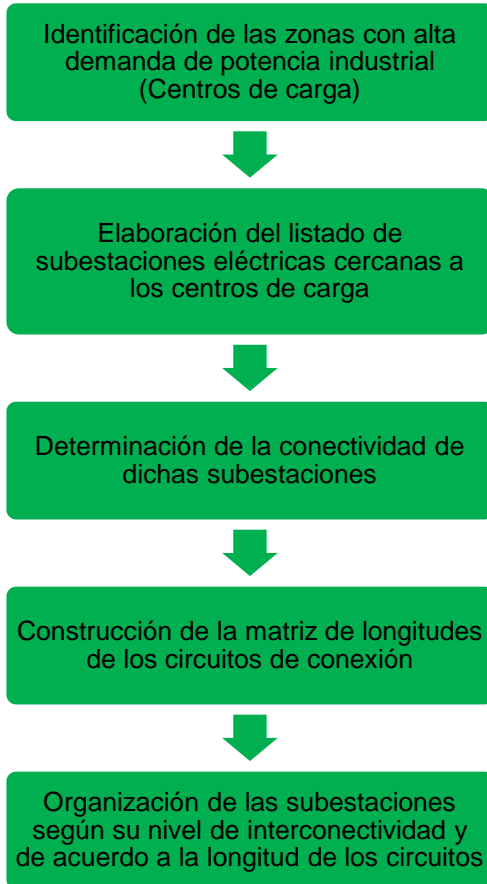 Identificación de las zonas con alta
demanda de potencia industrial
(Centros de carga)
Elaboración del listado de
subestaciones eléctricas cercanas a
los centros de carga
Determinación de la conectividad de
dichas subestaciones
Construcción de la matriz de longitudes
de los circuitos de conexión
Organización de las subestaciones
según su nivel de interconectividad y
de acuerdo a la longitud de los circuitos